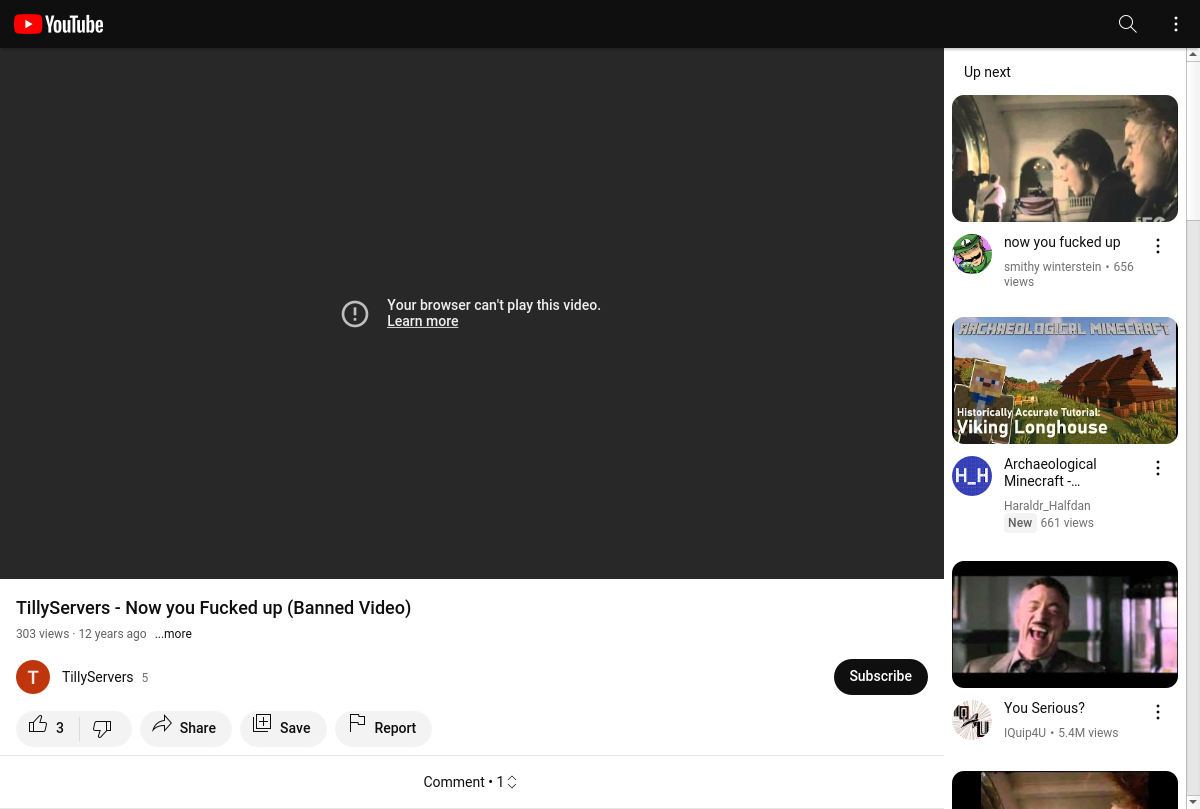 YouTube
Your browser can't play this video.
Learn more
TillyServers - Now you Fucked up (Banned Video)
303 views · 12 years ago ...more
T
TillyServers 5
Subscribe
3
Share
Save
Report
Comment • 1
Up next
now you fucked up
smithy winterstein • 656
views
ARCHAEOLOGICAL MINECRAFT
Historically Accurate Tutorial:
Viking Longhouse
H_H
Archaeological
Minecraft -...
Haraldr_Halfdan
New 661 views
You Serious?
IQuip4U • 5.4M views